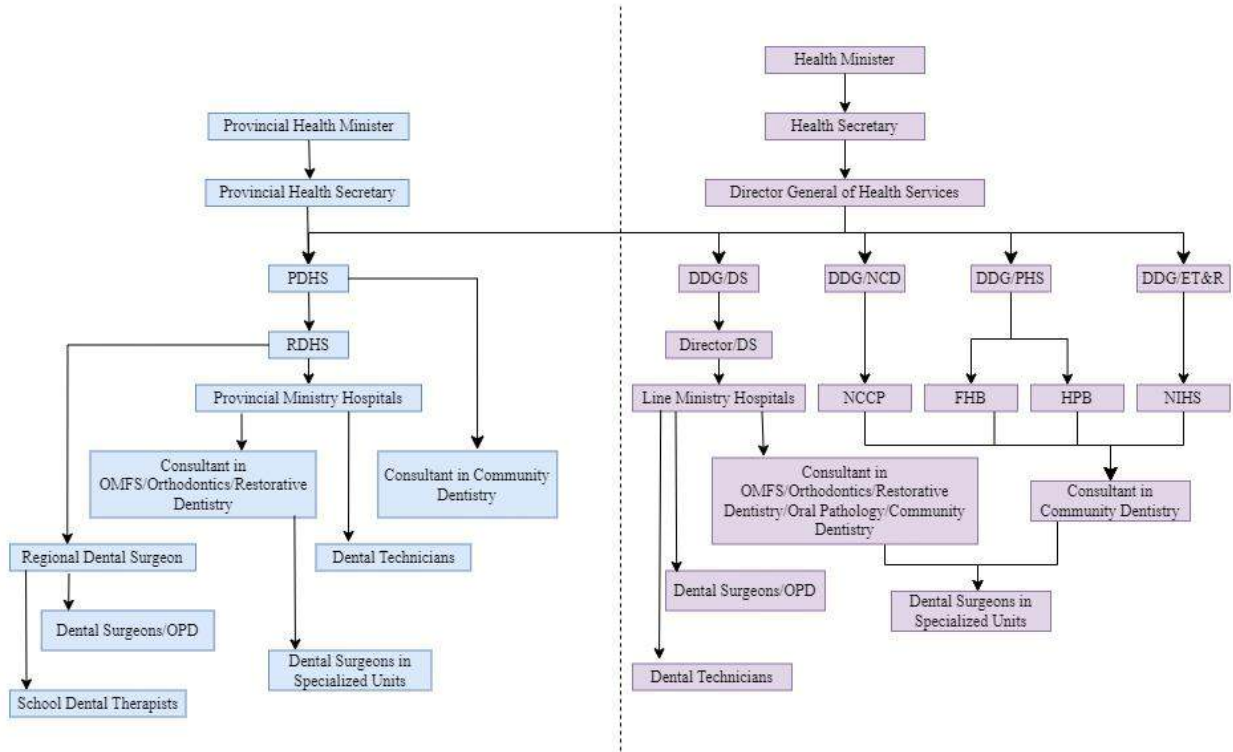 Health Minister
Provincial Health Minister
Health Secretary
Provincial Health Secretary
Director General of Health Services
PDHS
DDG/DS
DDG/NCD
DDG/PHS
DDG/ET&R
RDHS
Director/DS
Provincial Ministry Hospitals
Line Ministry Hospitals
NCCP
FHB
HPB
NIHS
Consultant in
OMFS/Orthodontics/Restorative
Dentistry
Consultant in Community
Dentistry
Consultant in
OMFS/Orthodontics/Restorative
Dentistry/Oral Pathology/Community
Dentistry
Consultant in
Community Dentistry
Regional Dental Surgeon
Dental Technicians
Dental Surgeons/OPD
Dental Surgeons in
Specialized Units
Dental Surgeons/OPD
Dental Surgeons in
Specialized Units
Dental Technicians
School Dental Therapists